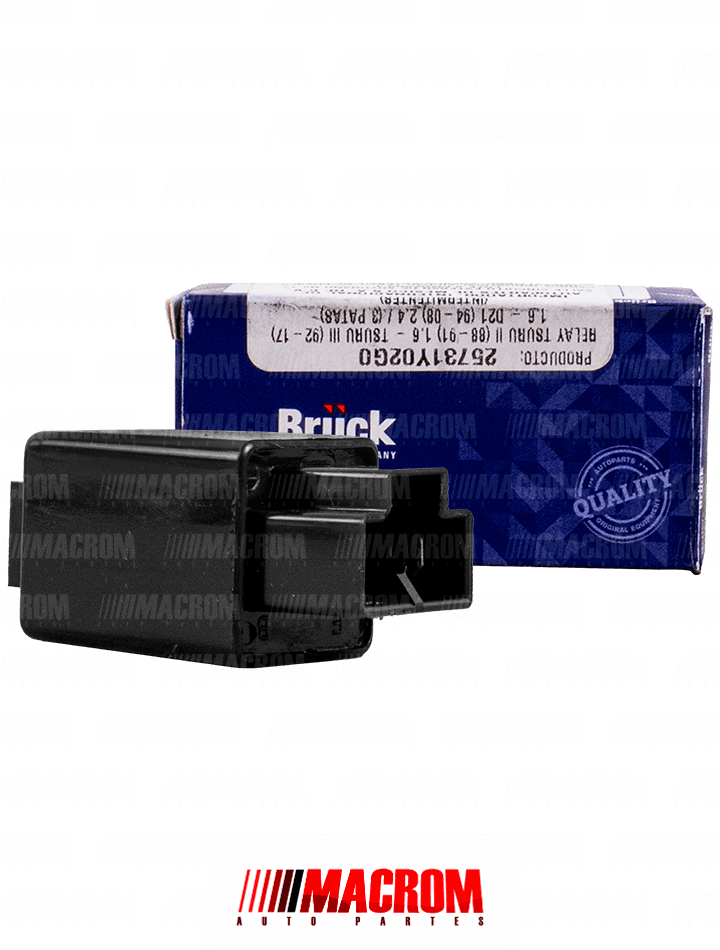 PRODUCTO: 25731Y02G0
RELAY TSURU II (88-91) 1.6 - TSURU III (92-17)
1.6 - D21 (94-08) 2.4 / (3 PATAS)
(INTERMITENTES)
Brück
AUTOPARTS
QUALITY
ORIGINAL EQUIPMENT
MACROM
AUTO PARTES